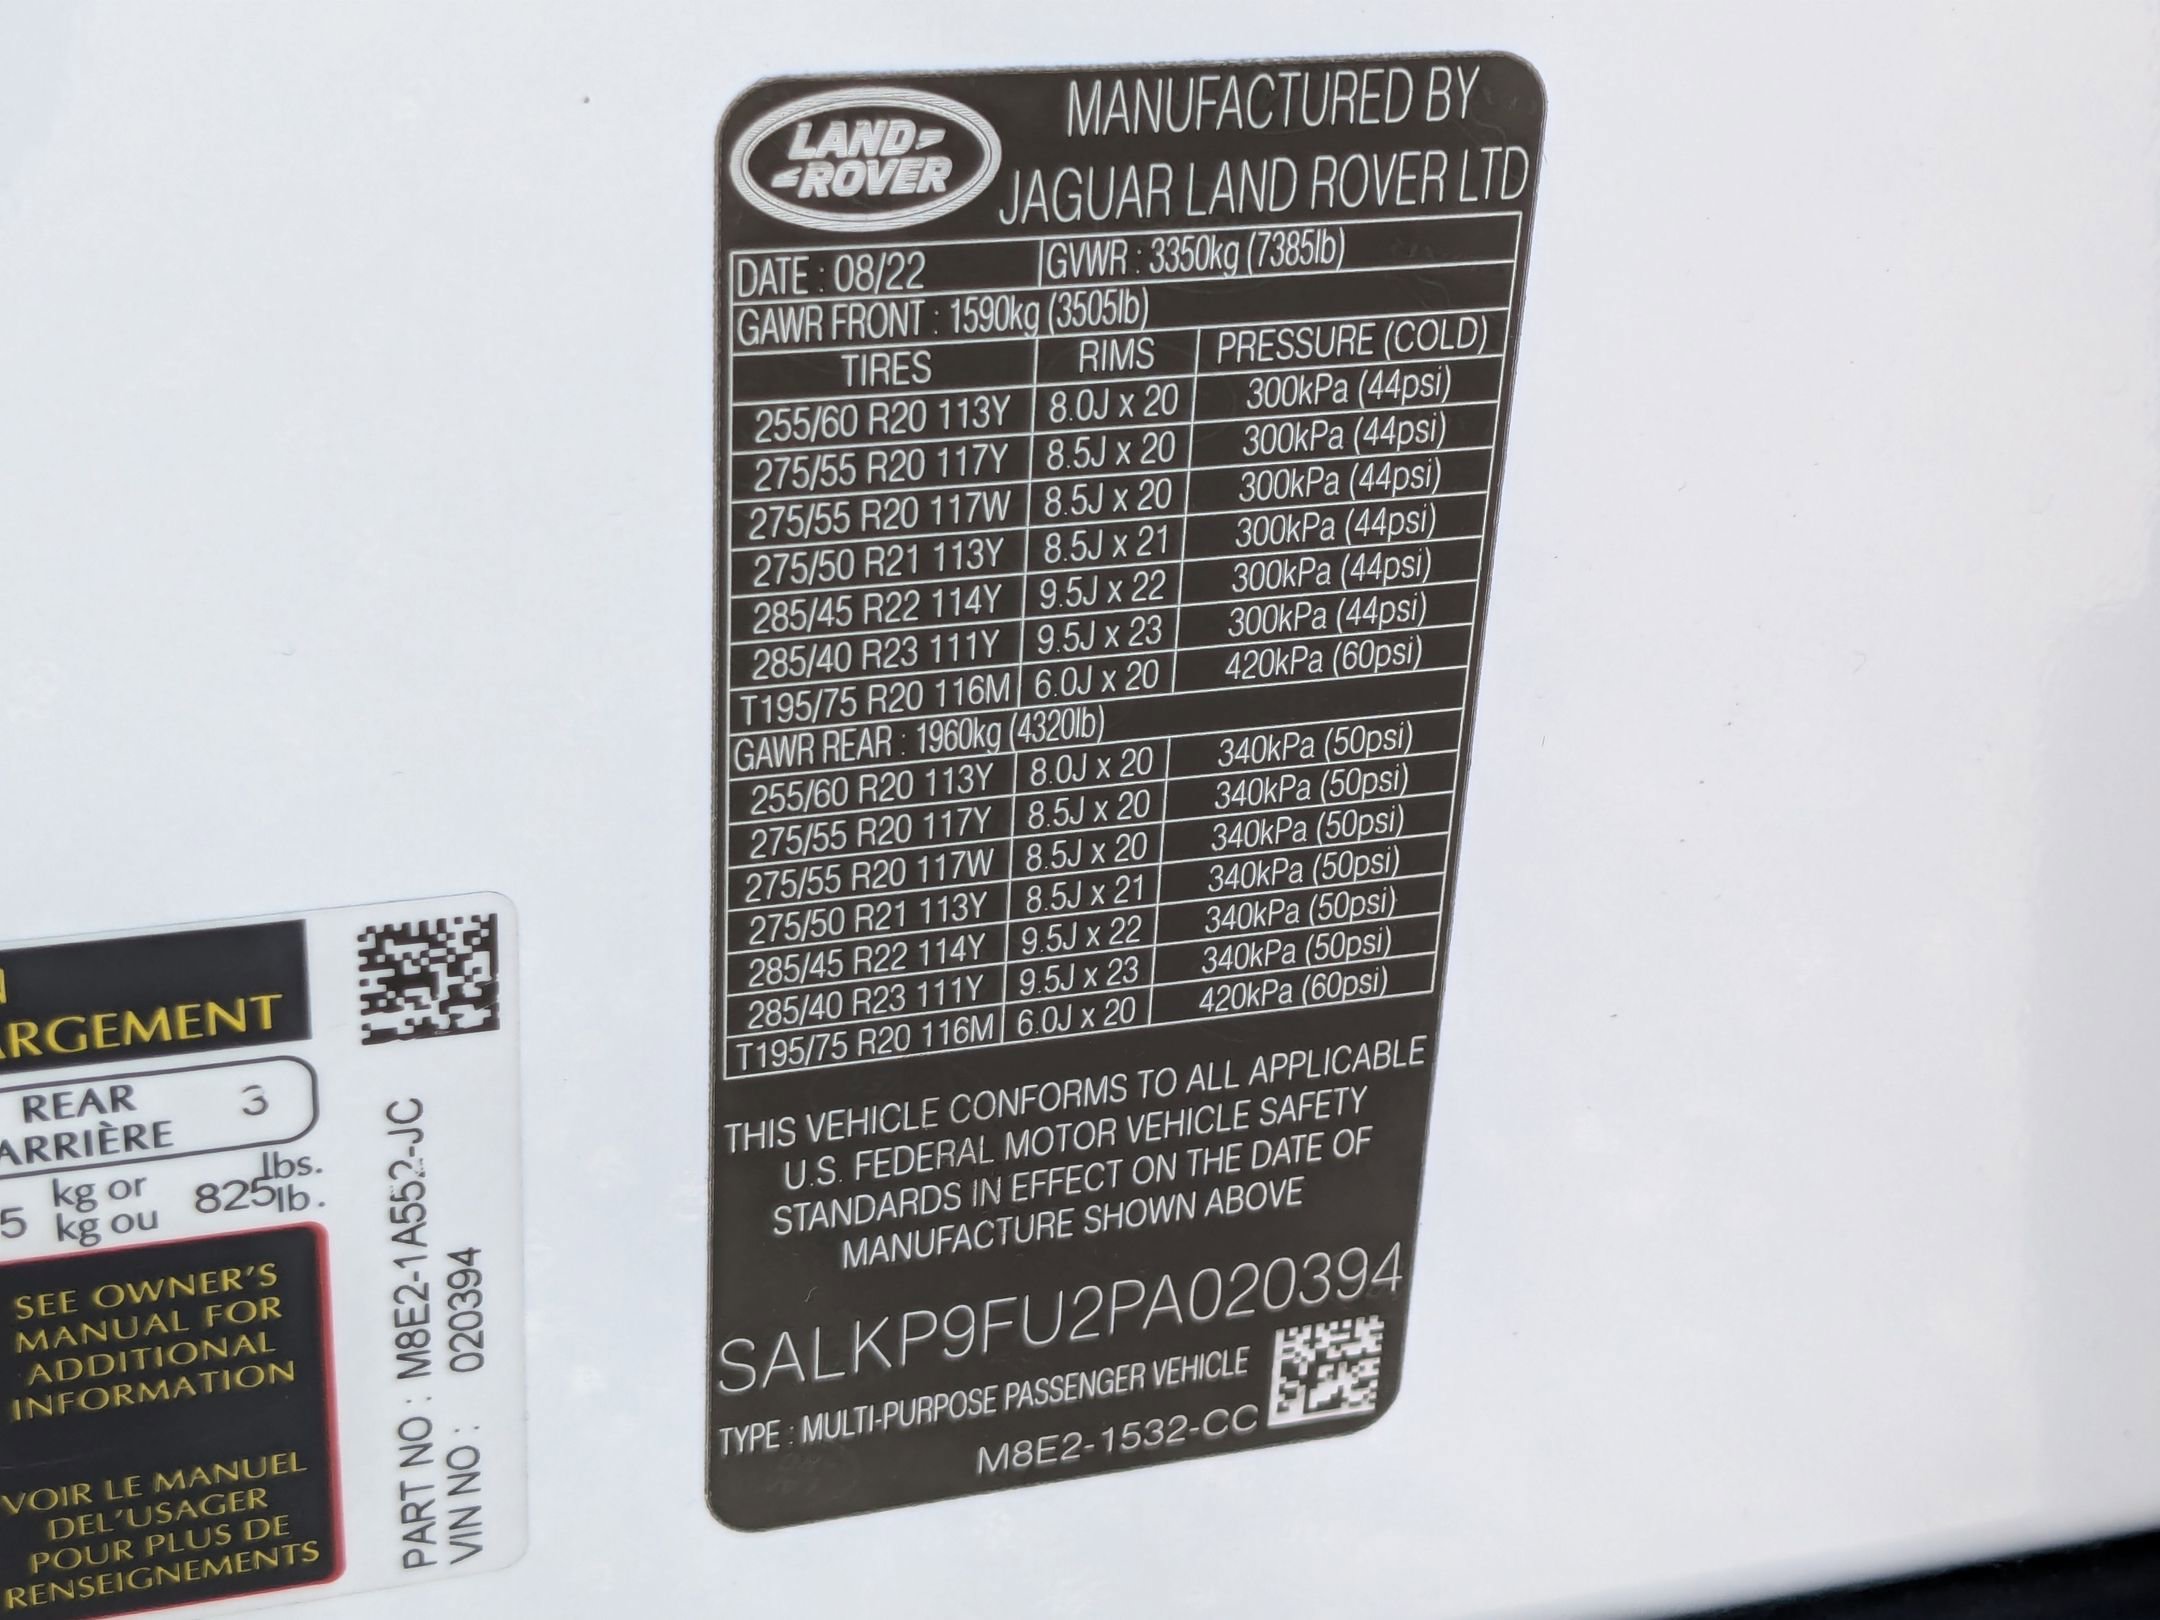 LAND-
-ROVER
MANUFACTURED BY
JAGUAR LAND ROVER LTD
DATE : 08/22 GVWR : 3350kg (7385lb)
GAWR FRONT : 1590kg (3505lb)
TIRES RIMS PRESSURE (COLD)
255/60 R20 113Y 8.0J x 20 300kPa (44psi)
275/55 R20 117Y 8.5J x 20 300kPa (44psi)
275/55 R20 117W 8.5J x 20 300kPa (44psi)
275/50 R21 113Y 8.5J x 21 300kPa (44psi)
285/45 R22 114Y 9.5J x 22 300kPa (44psi)
285/40 R23 111Y 9.5J x 23 300kPa (44psi)
T195/75 R20 116M 6.0J x 20 420kPa (60psi)
GAWR REAR : 1960kg (4320lb)
255/60 R20 113Y 8.0J x 20 340kPa (50psi)
275/55 R20 117Y 8.5J x 20 340kPa (50psi)
275/55 R20 117W 8.5J x 20 340kPa (50psi)
275/50 R21 113Y 8.5J x 21 340kPa (50psi)
285/45 R22 114Y 9.5J x 22 340kPa (50psi)
285/40 R23 111Y 9.5J x 23 340kPa (50psi)
T195/75 R20 116M 6.0J x 20 420kPa (60psi)
THIS VEHICLE CONFORMS TO ALL APPLICABLE
U.S. FEDERAL MOTOR VEHICLE SAFETY
STANDARDS IN EFFECT ON THE DATE OF
MANUFACTURE SHOWN ABOVE
SALKP9FU2PA020394
TYPE : MULTI-PURPOSE PASSENGER VEHICLE
M8E2-1532-CC
RGEMENT
REAR 3
ARRIÈRE
5 kg or 825 lbs.
kg ou lb.
SEE OWNER'S
MANUAL FOR
ADDITIONAL
INFORMATION
VOIR LE MANUEL
DEL'USAGER
POUR PLUS DE
RENSEIGNEMENTS
PART NO : M8E2-1A552-JC
VIN NO : 020394